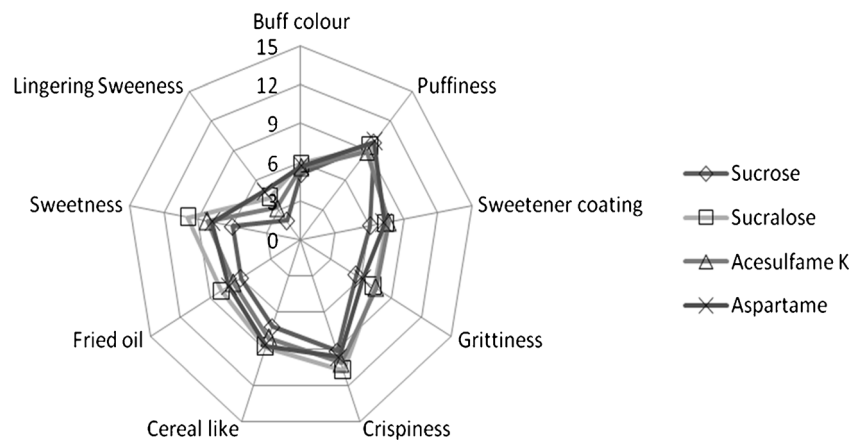 Buff colour
15
Lingering Sweeness
12
Puffiness
9
6
Sweetness
3
Sweetener coating
0
Fried oil
Grittiness
Cereal like
Crispiness
Sucrose
Sucralose
Acesulfame K
Aspartame